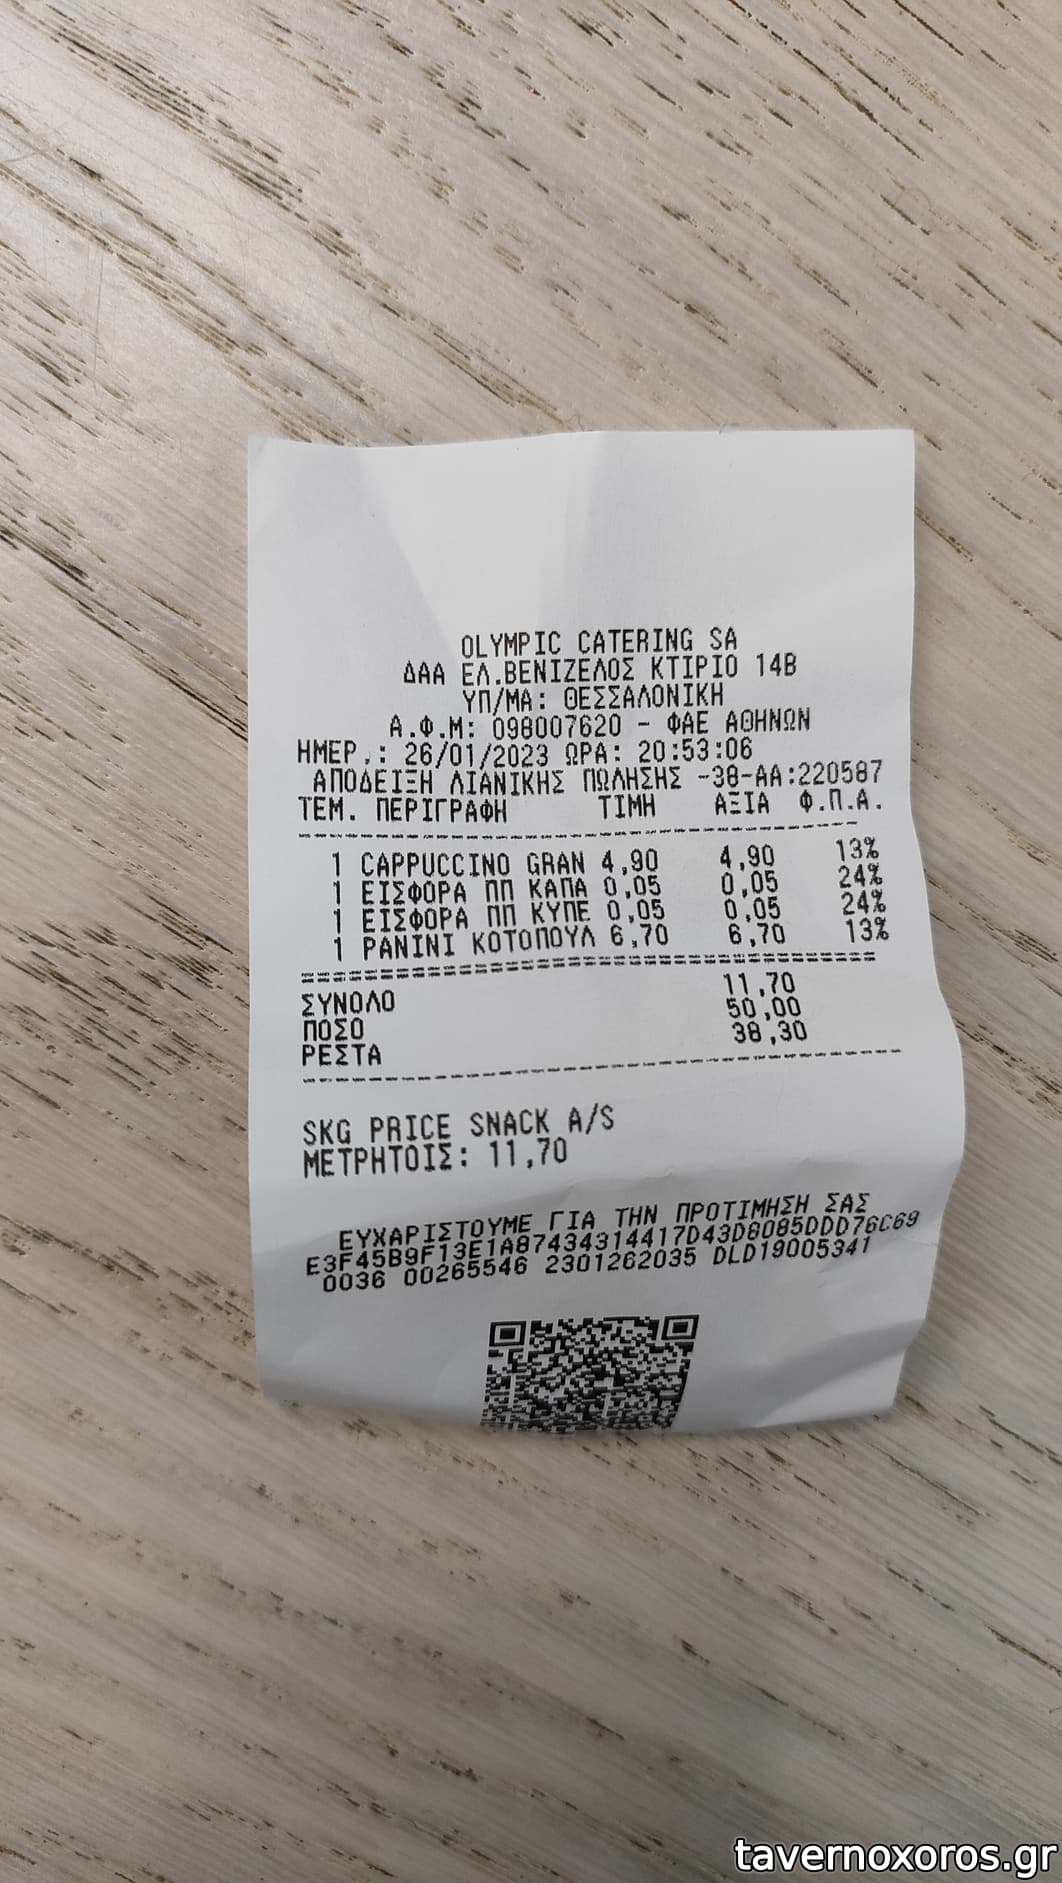 OLYMPIC CATERING SA
ΔΑΑ ΕΛ.ΒΕΝΙΖΕΛΟΣ ΚΤΙΡΙΟ 14Β
ΥΠ/ΜΑ: ΘΕΣΣΑΛΟΝΙΚΗ
Α.Φ.Μ: 098007620 - ΦΑΕ ΑΘΗΝΩΝ
ΗΜΕΡ.: 26/01/2023 ΩΡΑ: 20:53:06
ΑΠΟΔΕΙΞΗ ΛΙΑΝΙΚΗΣ ΠΩΛΗΣΗΣ -38-ΑΑ:220587
ΤΕΜ. ΠΕΡΙΓΡΑΦΗ ΤΙΜΗ ΑΞΙΑ Φ.Π.Α.
1 CAPPUCCINO GRAN 4,90 4,90 13%
1 ΕΙΣΦΟΡΑ ΠΠ ΚΑΠΑ 0,05 0,05 24%
1 ΕΙΣΦΟΡΑ ΠΠ ΚΥΠΕ 0,05 0,05 24%
1 PANINI ΚΟΤΟΠΟΥΛ 6,70 6,70 13%
ΣΥΝΟΛΟ 11,70
ΠΟΣΟ 50,00
ΡΕΣΤΑ 38,30
SKG PRICE SNACK A/S
ΜΕΤΡΗΤΟΙΣ: 11,70
ΕΥΧΑΡΙΣΤΟΥΜΕ ΓΙΑ ΤΗΝ ΠΡΟΤΙΜΗΣΗ ΣΑΣ
E3F45B9F13E1A87434314417D43D6085DDD76C69
0036 00265546 2301262035 DLD19005341
tavernoxoros.gr